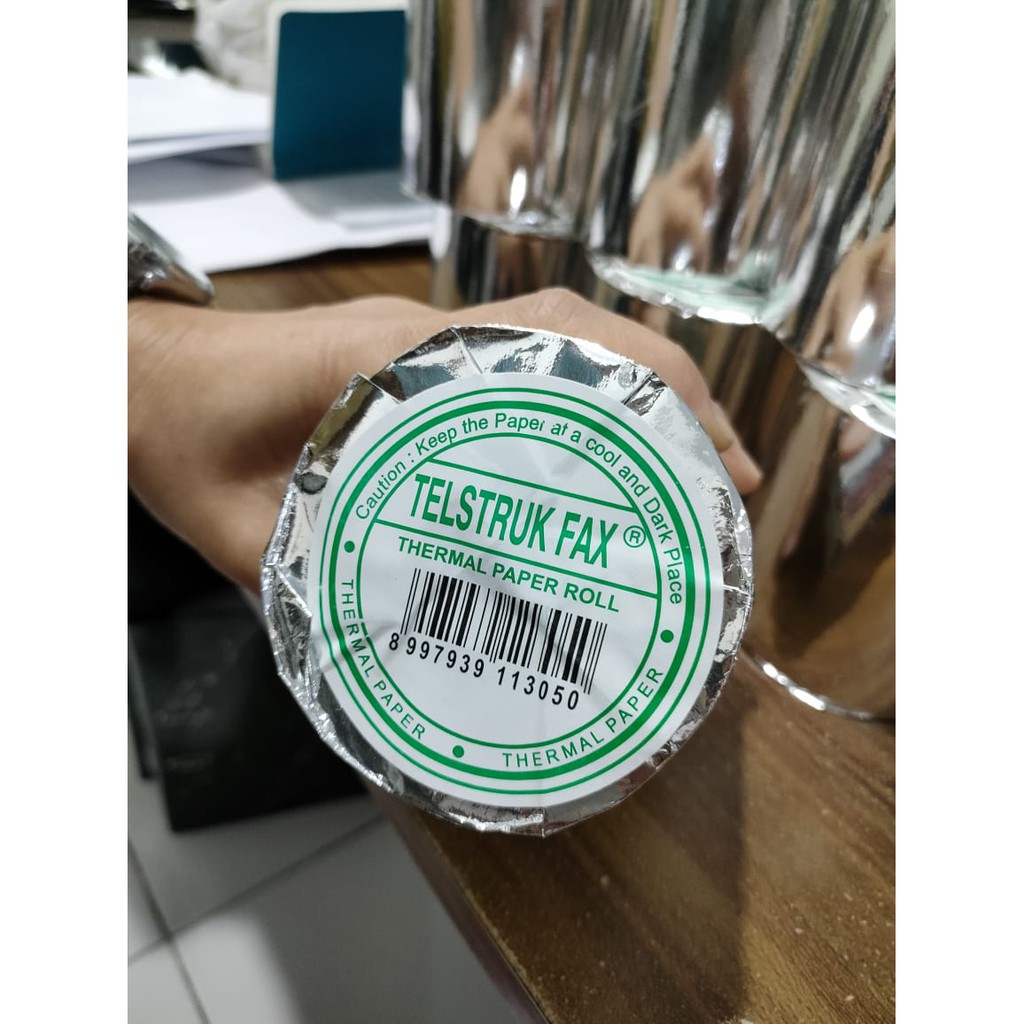 Caution : Keep the Paper at a cool and Dark Place
TELSTRUK FAX ®
THERMAL PAPER ROLL
8 997939 113050
THERMAL PAPER
THERMAL PAPER